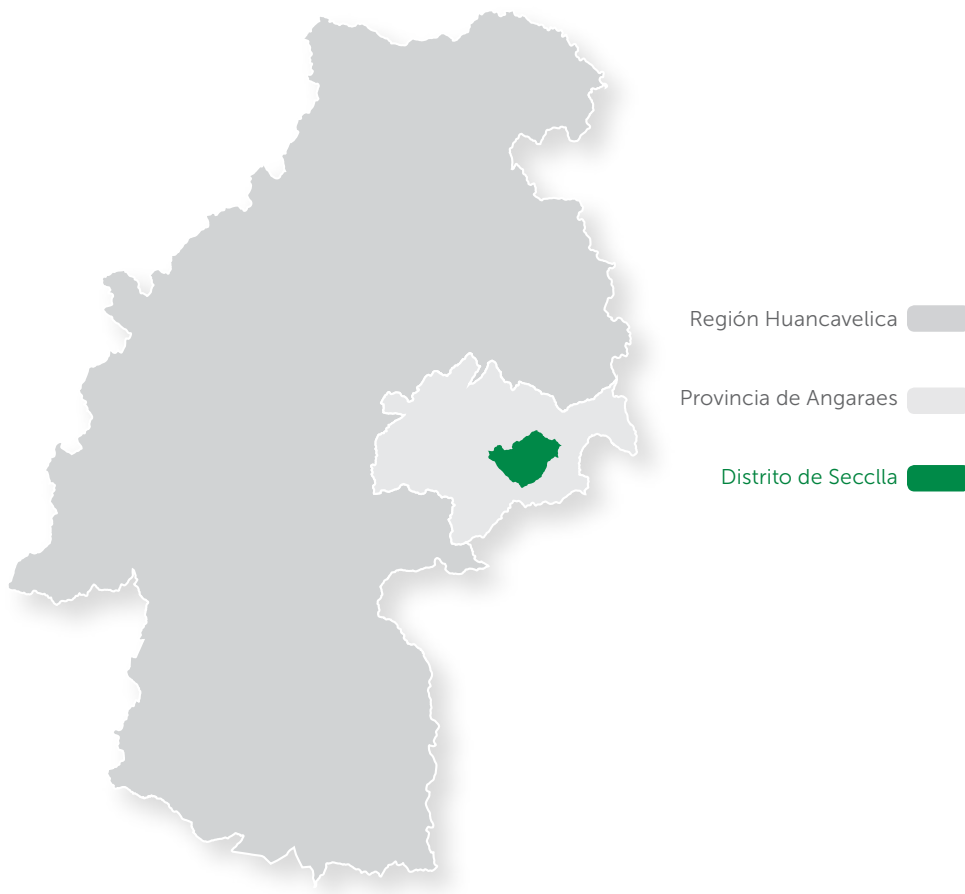 Región Huancavelica
Provincia de Angaraes
Distrito de Secclla